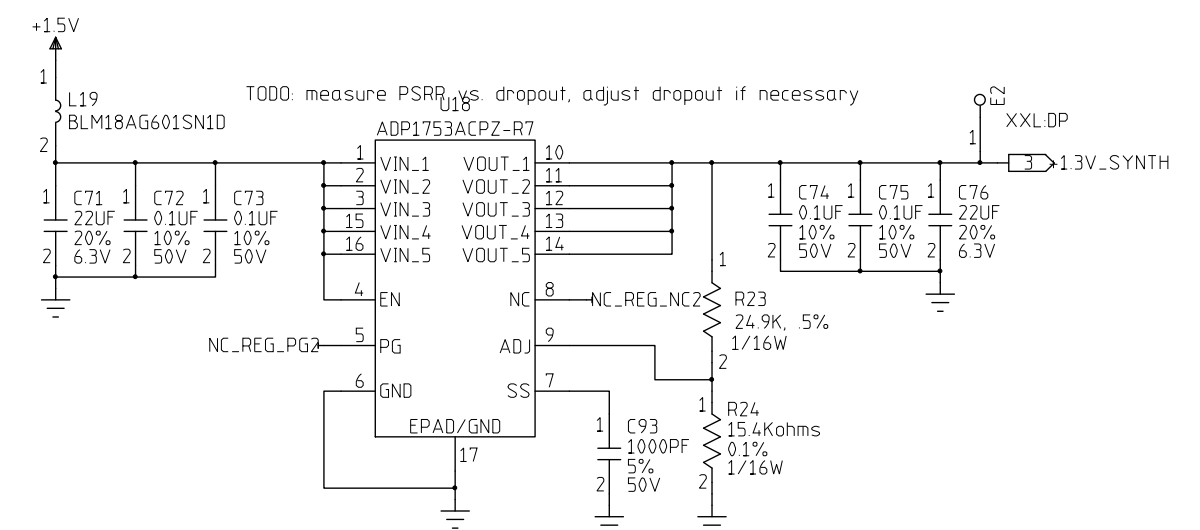 +1.5V
1
L19
BLM18AG601SN1D
2
TODO: measure PSRR vs. dropout, adjust dropout if necessary
U18
ADP1753ACPZ-R7
E2
XXL:DP
1
3
+1.3V_SYNTH
1 VIN_1 VOUT_1 10
2 VIN_2 VOUT_2 11
3 VIN_3 VOUT_3 12
15 VIN_4 VOUT_4 13
16 VIN_5 VOUT_5 14
4 EN NC 8 NC_REG_NC2
NC_REG_PG2 5 PG ADJ 9
6 GND SS 7
EPAD/GND
17
1 C71
22UF
20%
2 6.3V
1 C72
0.1UF
10%
2 50V
1 C73
0.1UF
10%
2 50V
1 C74
0.1UF
10%
2 50V
1 C75
0.1UF
10%
2 50V
1 C76
22UF
20%
2 6.3V
1
R23
24.9K, .5%
1/16W
2
1 R24
15.4Kohms
0.1%
1/16W
2
1 C93
1000PF
5%
2 50V